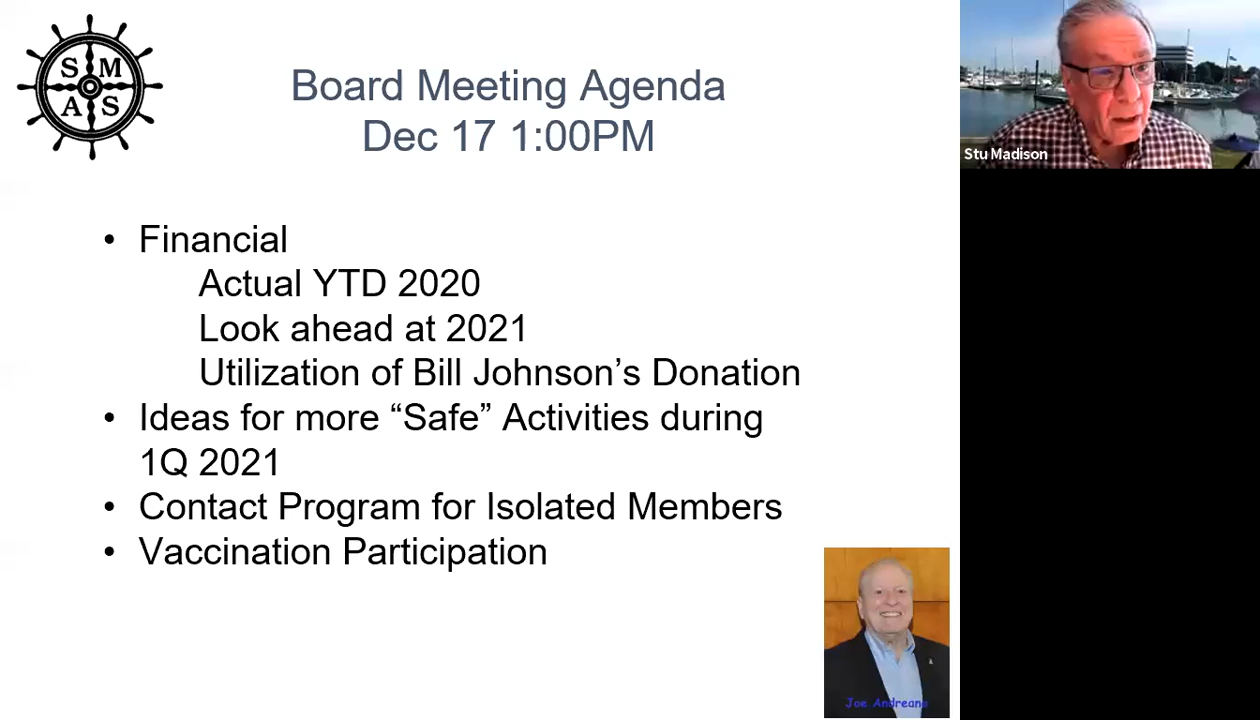 S M
A S
Board Meeting Agenda
Dec 17 1:00PM
• Financial
Actual YTD 2020
Look ahead at 2021
Utilization of Bill Johnson’s Donation
• Ideas for more “Safe” Activities during
1Q 2021
• Contact Program for Isolated Members
• Vaccination Participation
Stu Madison
Joe Andreana